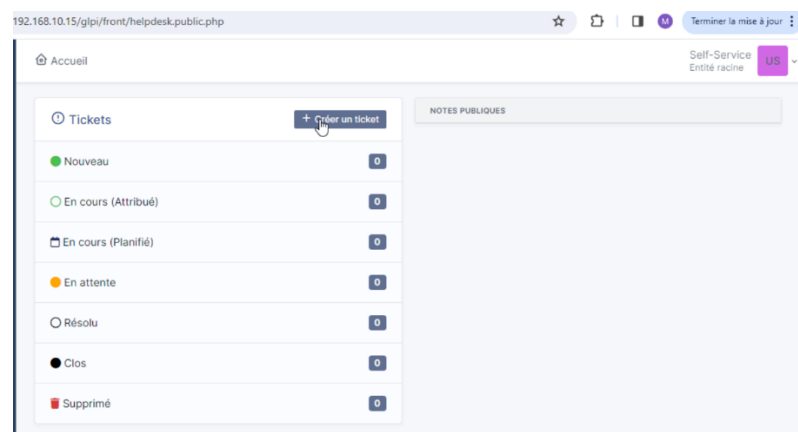 192.168.10.15/glpi/front/helpdesk.public.php
M
Terminer la mise à jour
Accueil
Self-Service
Entité racine
US
Tickets
+ Créer un ticket
NOTES PUBLIQUES
Nouveau 0
En cours (Attribué) 0
En cours (Planifié) 0
En attente 0
Résolu 0
Clos 0
Supprimé 0